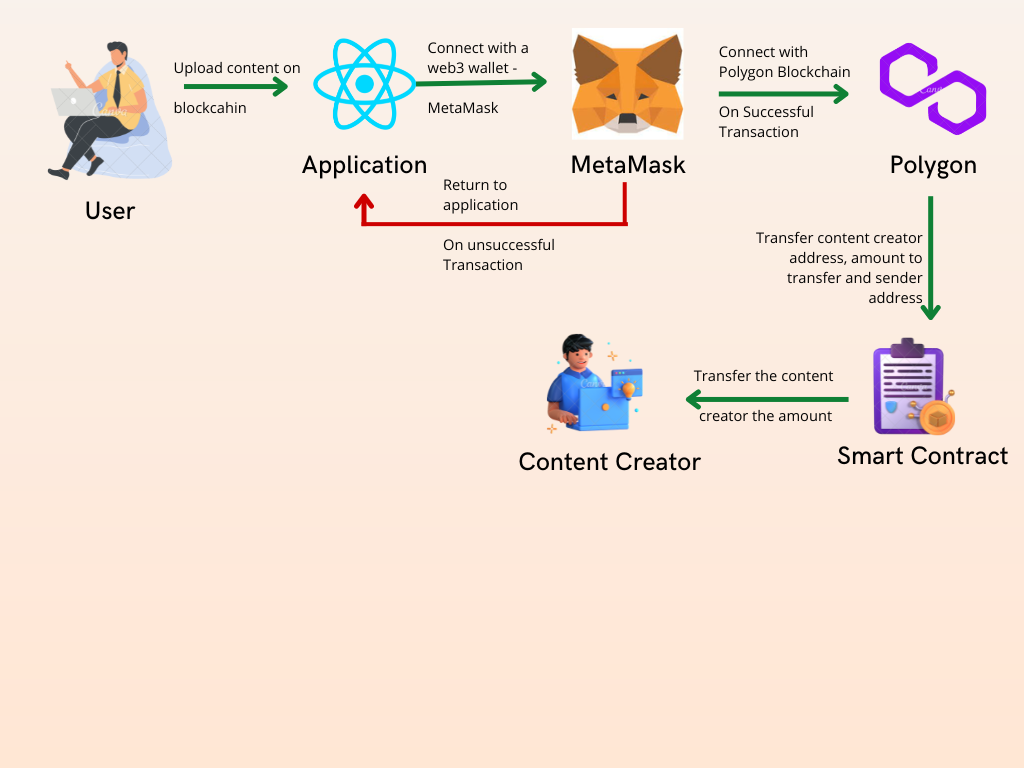 Upload content on
blockcahin
Connect with a
web3 wallet -
MetaMask
Connect with
Polygon Blockchain
On Successful
Transaction
User
Application
MetaMask
Polygon
Return to
application
On unsuccessful
Transaction
Transfer content creator
address, amount to
transfer and sender
address
Transfer the content
creator the amount
Content Creator
Smart Contract